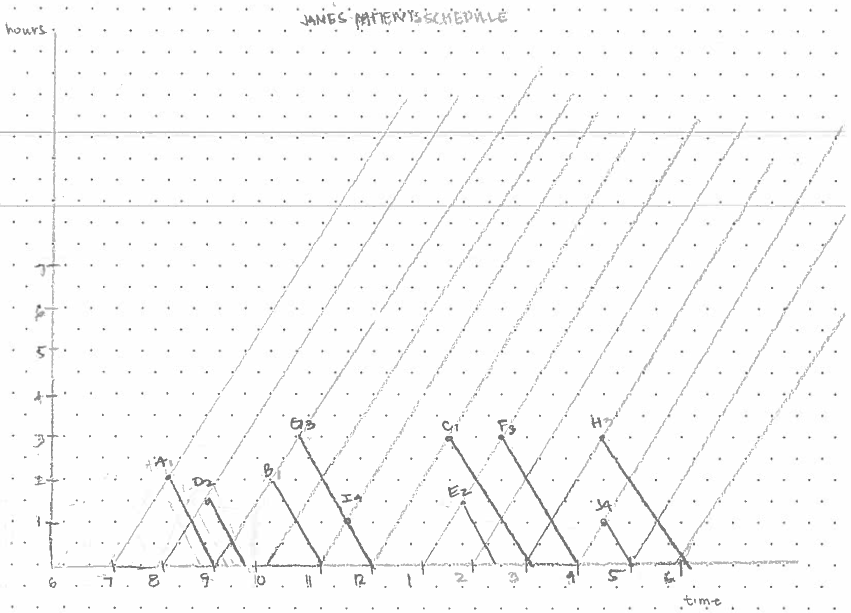 JANES PATIENTS SCHEDULLE
hours
7
6
5
4
G3 C1 F3 H3
3
A1 B1
2 D2 E2
I4 J4
1
6 7 8 9 10 11 12 1 2 3 4 5 6
time